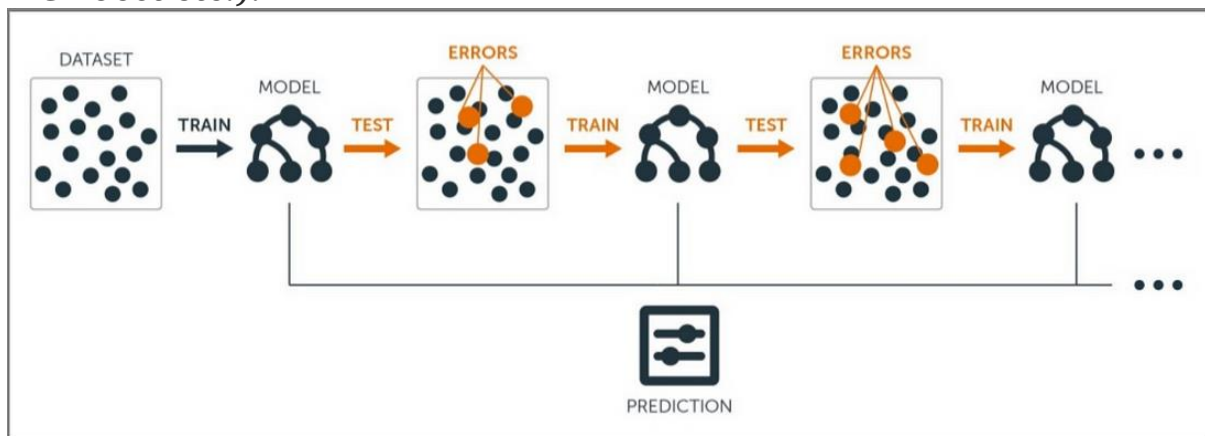 DATASET
MODEL
TRAIN
TEST
ERRORS
TRAIN
MODEL
TEST
ERRORS
TRAIN
MODEL
PREDICTION